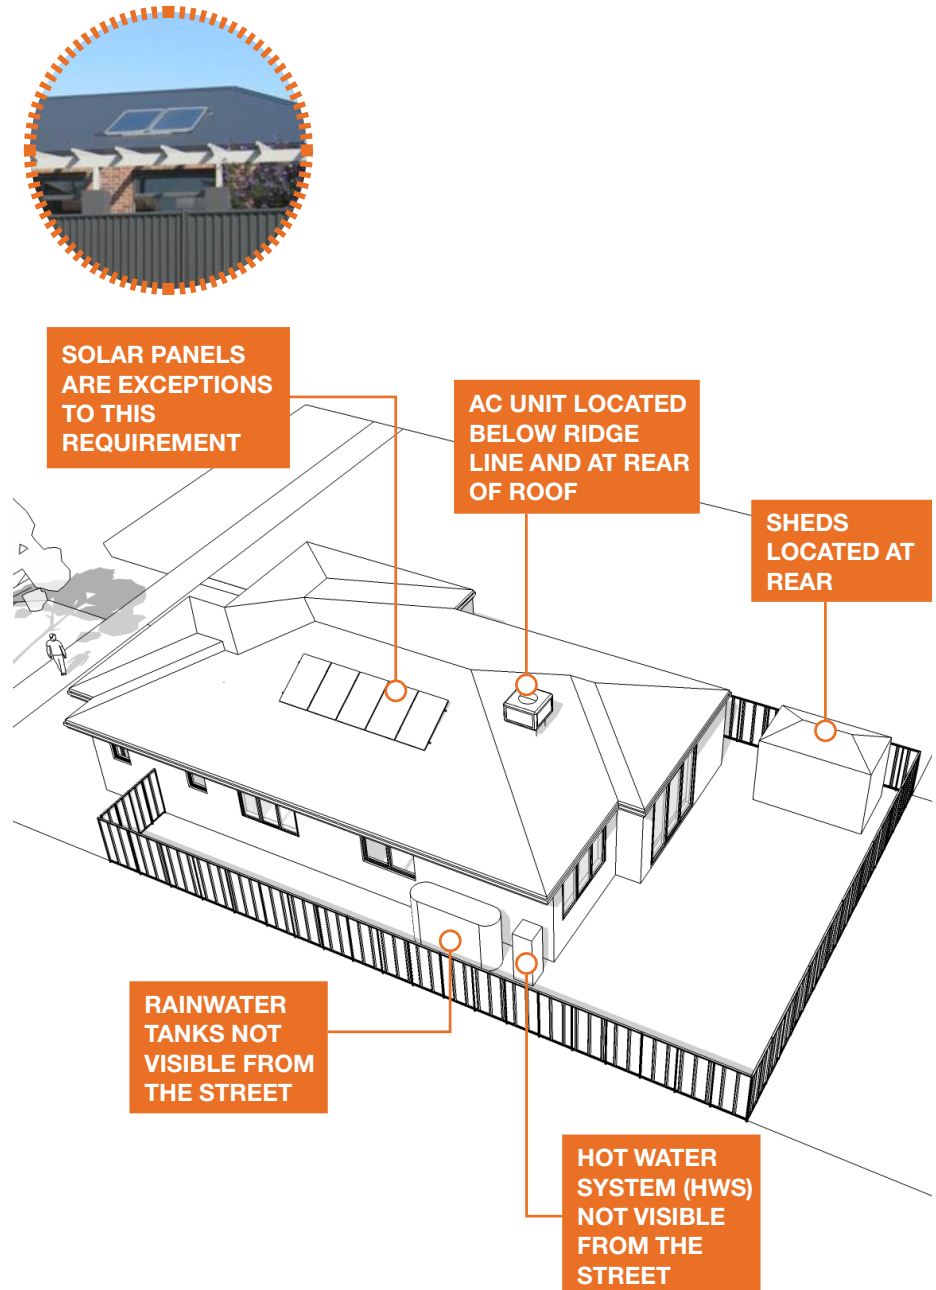 SOLAR PANELS
ARE EXCEPTIONS
TO THIS
REQUIREMENT
AC UNIT LOCATED
BELOW RIDGE
LINE AND AT REAR
OF ROOF
SHEDS
LOCATED AT
REAR
RAINWATER
TANKS NOT
VISIBLE FROM
THE STREET
HOT WATER
SYSTEM (HWS)
NOT VISIBLE
FROM THE
STREET